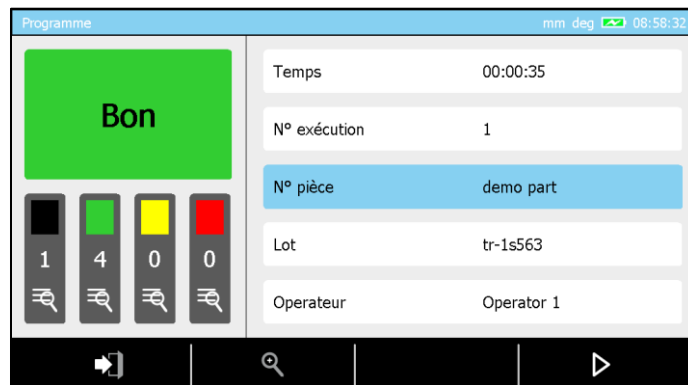 Programme mm deg 08:58:32
Bon
1 4 0 0
Temps 00:00:35
N° exécution 1
N° pièce demo part
Lot tr-1s563
Operateur Operator 1